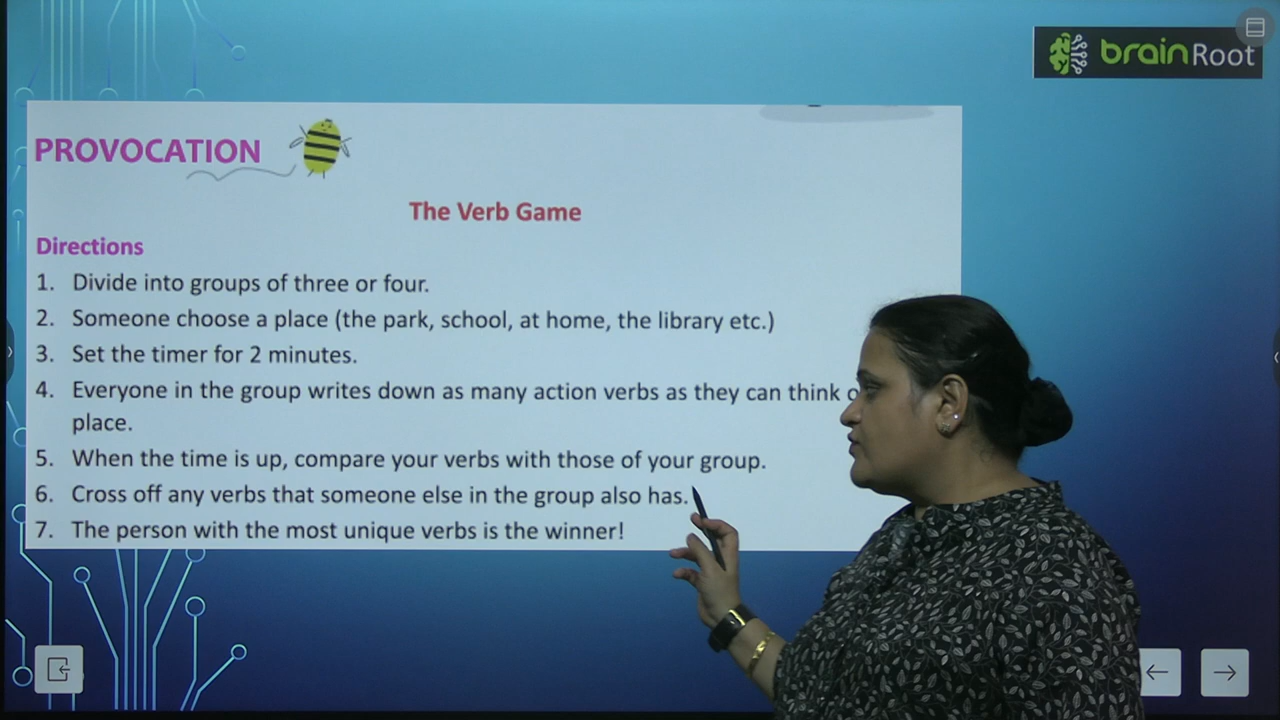 brainRoot
PROVOCATION
The Verb Game
Directions
1. Divide into groups of three or four.
2. Someone choose a place (the park, school, at home, the library etc.)
3. Set the timer for 2 minutes.
4. Everyone in the group writes down as many action verbs as they can think
place.
5. When the time is up, compare your verbs with those of your group.
6. Cross off any verbs that someone else in the group also has.
7. The person with the most unique verbs is the winner!